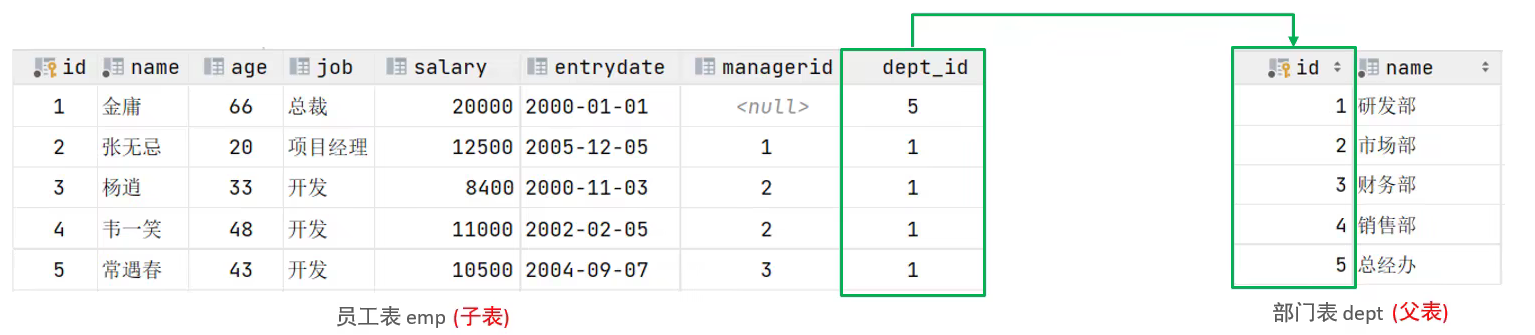 id name age job salary entrydate managerid dept_id
1 金庸 66 总裁 20000 2000-01-01 <null> 5
2 张无忌 20 项目经理 12500 2005-12-05 1 1
3 杨逍 33 开发 8400 2000-11-03 2 1
4 韦一笑 48 开发 11000 2002-02-05 2 1
5 常遇春 43 开发 10500 2004-09-07 3 1
员工表 emp (子表)
id name
1 研发部
2 市场部
3 财务部
4 销售部
5 总经办
部门表 dept (父表)